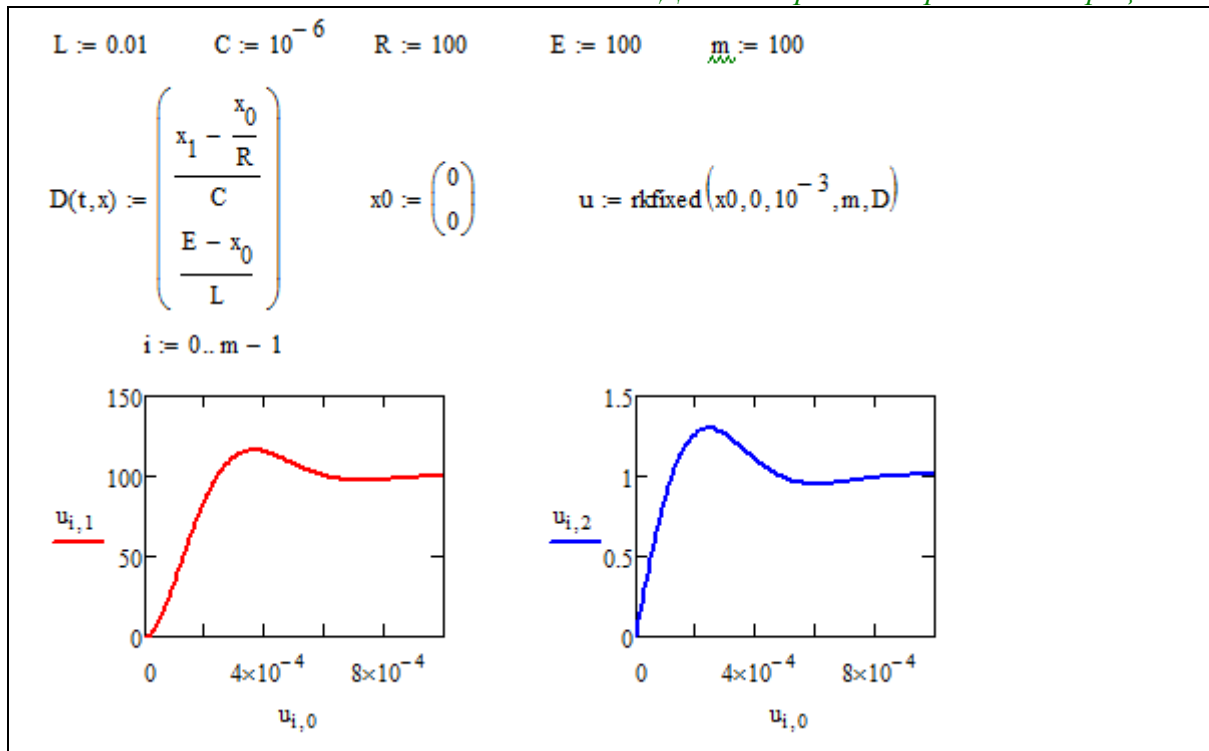 L := 0.01 C := 10^-6 R := 100 E := 100 m := 100
D(t,x) := ( (x_1 − x_0/R)/C (E − x_0)/L ) x0 := ( 0 0 ) u := rkfixed(x0,0,10^-3,m,D)
i := 0.. m − 1
150
100
u_i,1
50
0
0 4×10^-4 8×10^-4
u_i,0
1.5
1
u_i,2
0.5
0
0 4×10^-4 8×10^-4
u_i,0